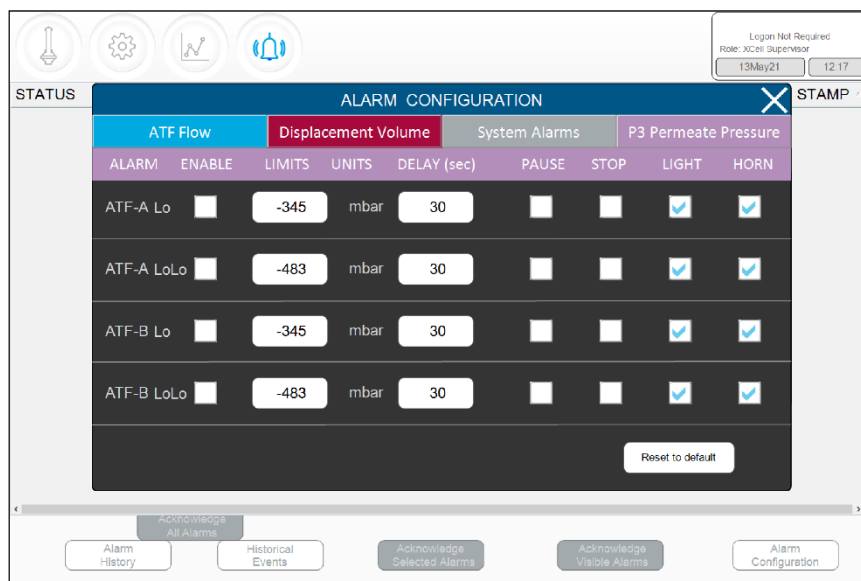 Logon Not Required
Role: XCell Supervisor
13May21 12.17
STATUS STAMP
ALARM CONFIGURATION
ATF Flow Displacement Volume System Alarms P3 Permeate Pressure
ALARM ENABLE LIMITS UNITS DELAY (sec) PAUSE STOP LIGHT HORN
ATF-A Lo -345 mbar 30
ATF-A LoLo -483 mbar 30
ATF-B Lo -345 mbar 30
ATF-B LoLo -483 mbar 30
Reset to default
Acknowledge
All Alarms
Alarm
History
Historical
Events
Acknowledge
Selected Alarms
Acknowledge
Visible Alarms
Alarm
Configuration